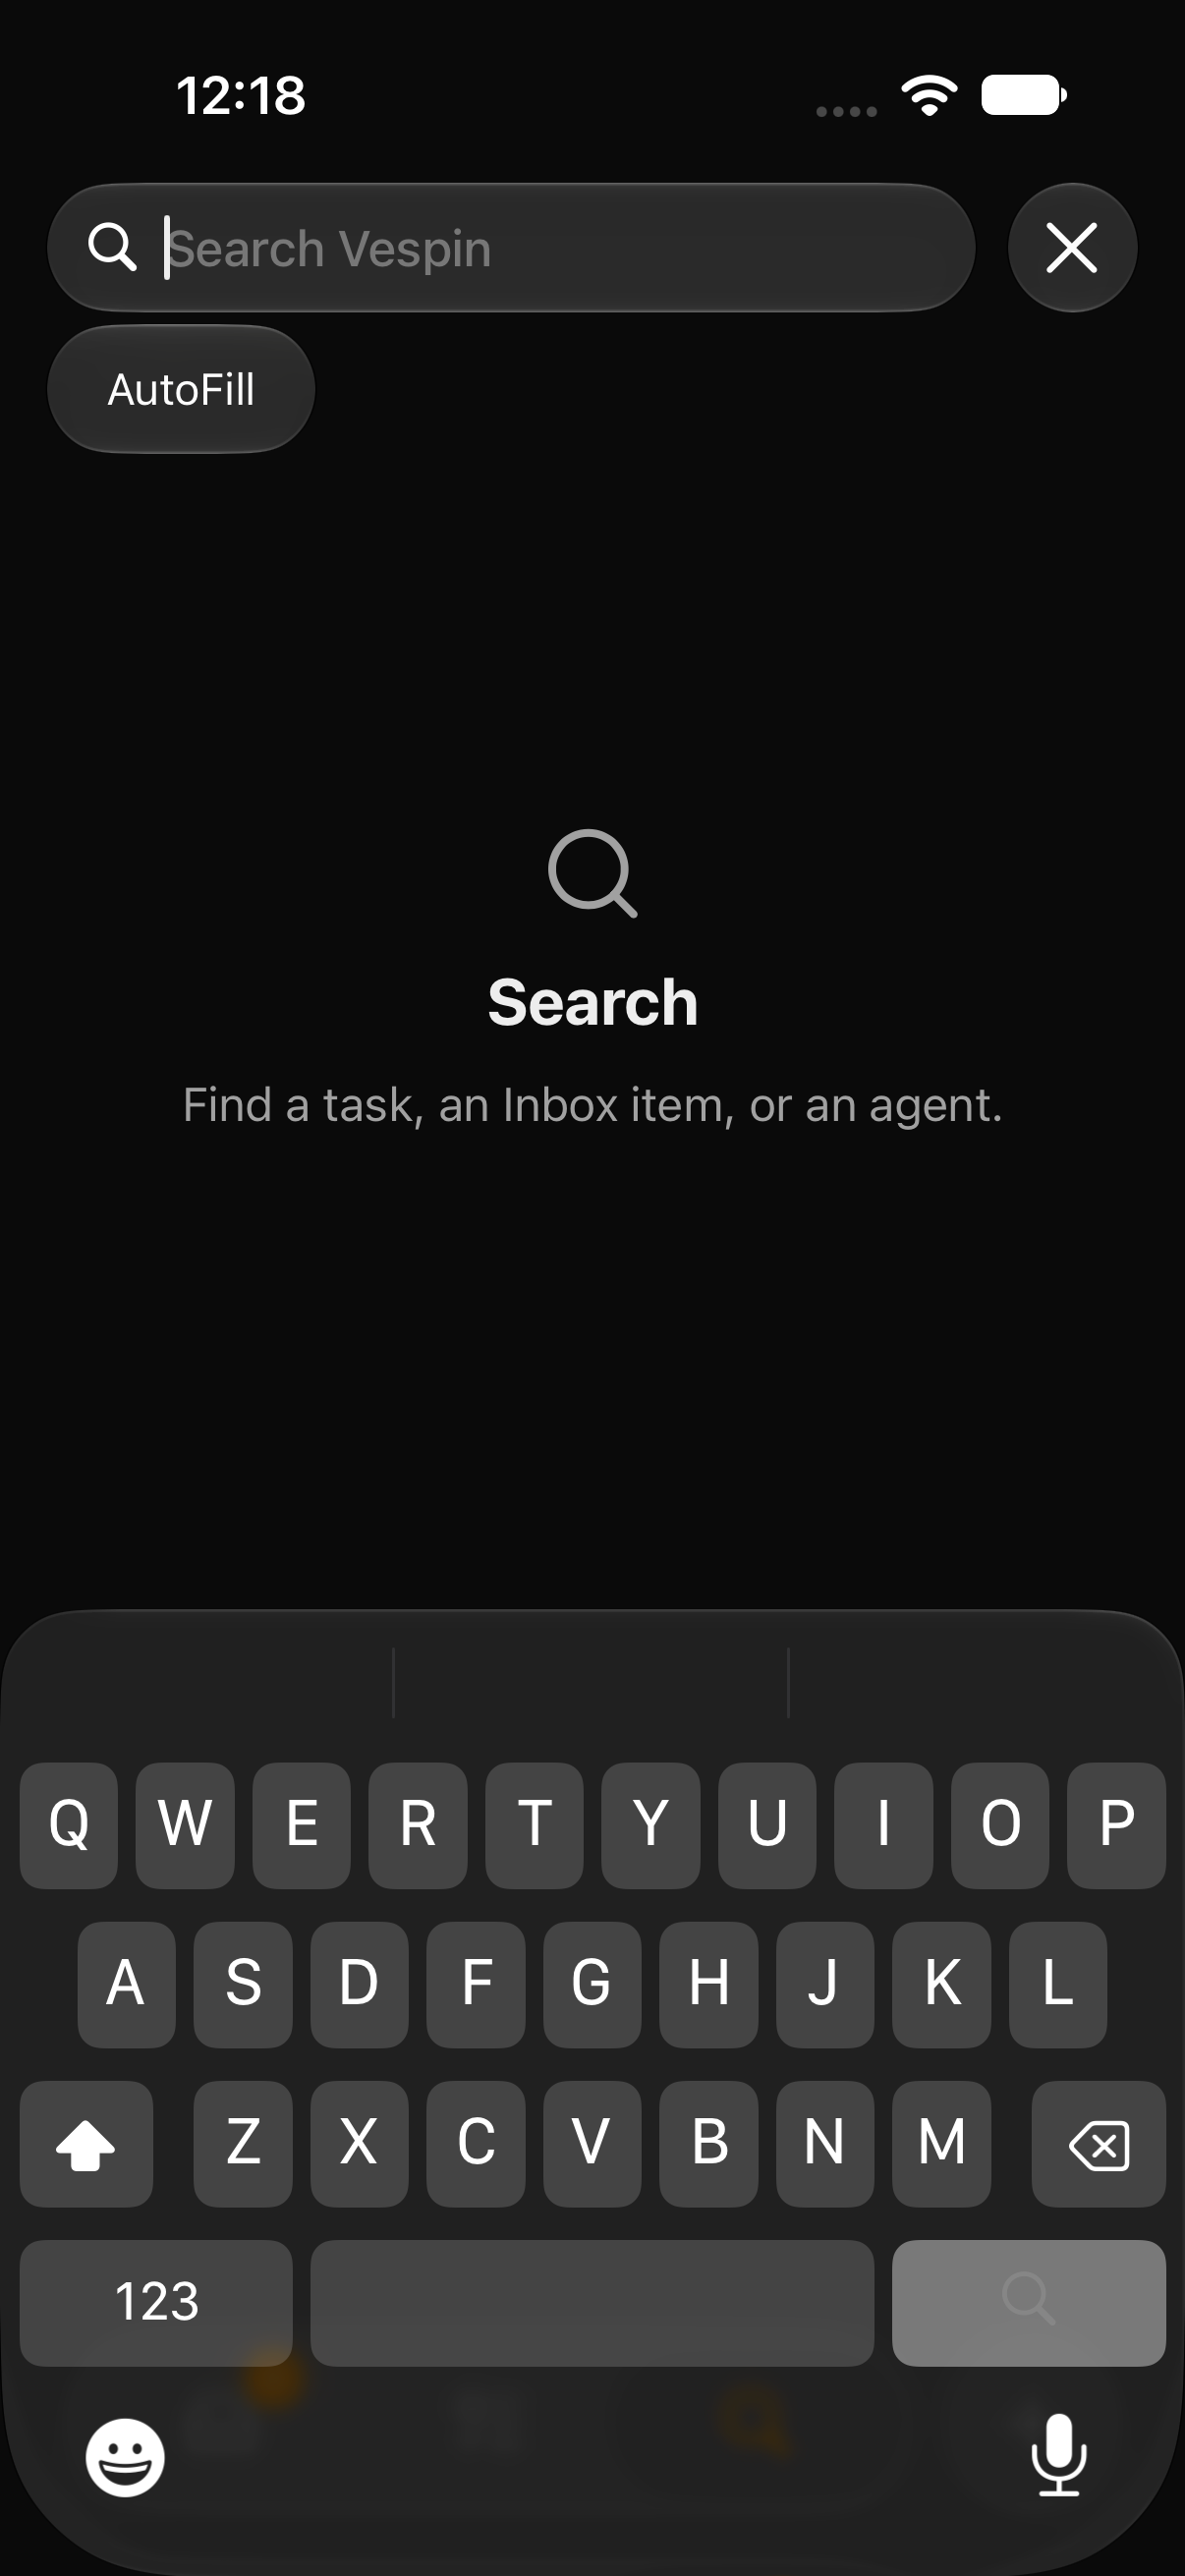 12:18
Search Vespin
AutoFill
Search
Find a task, an Inbox item, or an agent.
Q W E R T Y U I O P
A S D F G H J K L
Z X C V B N M
123